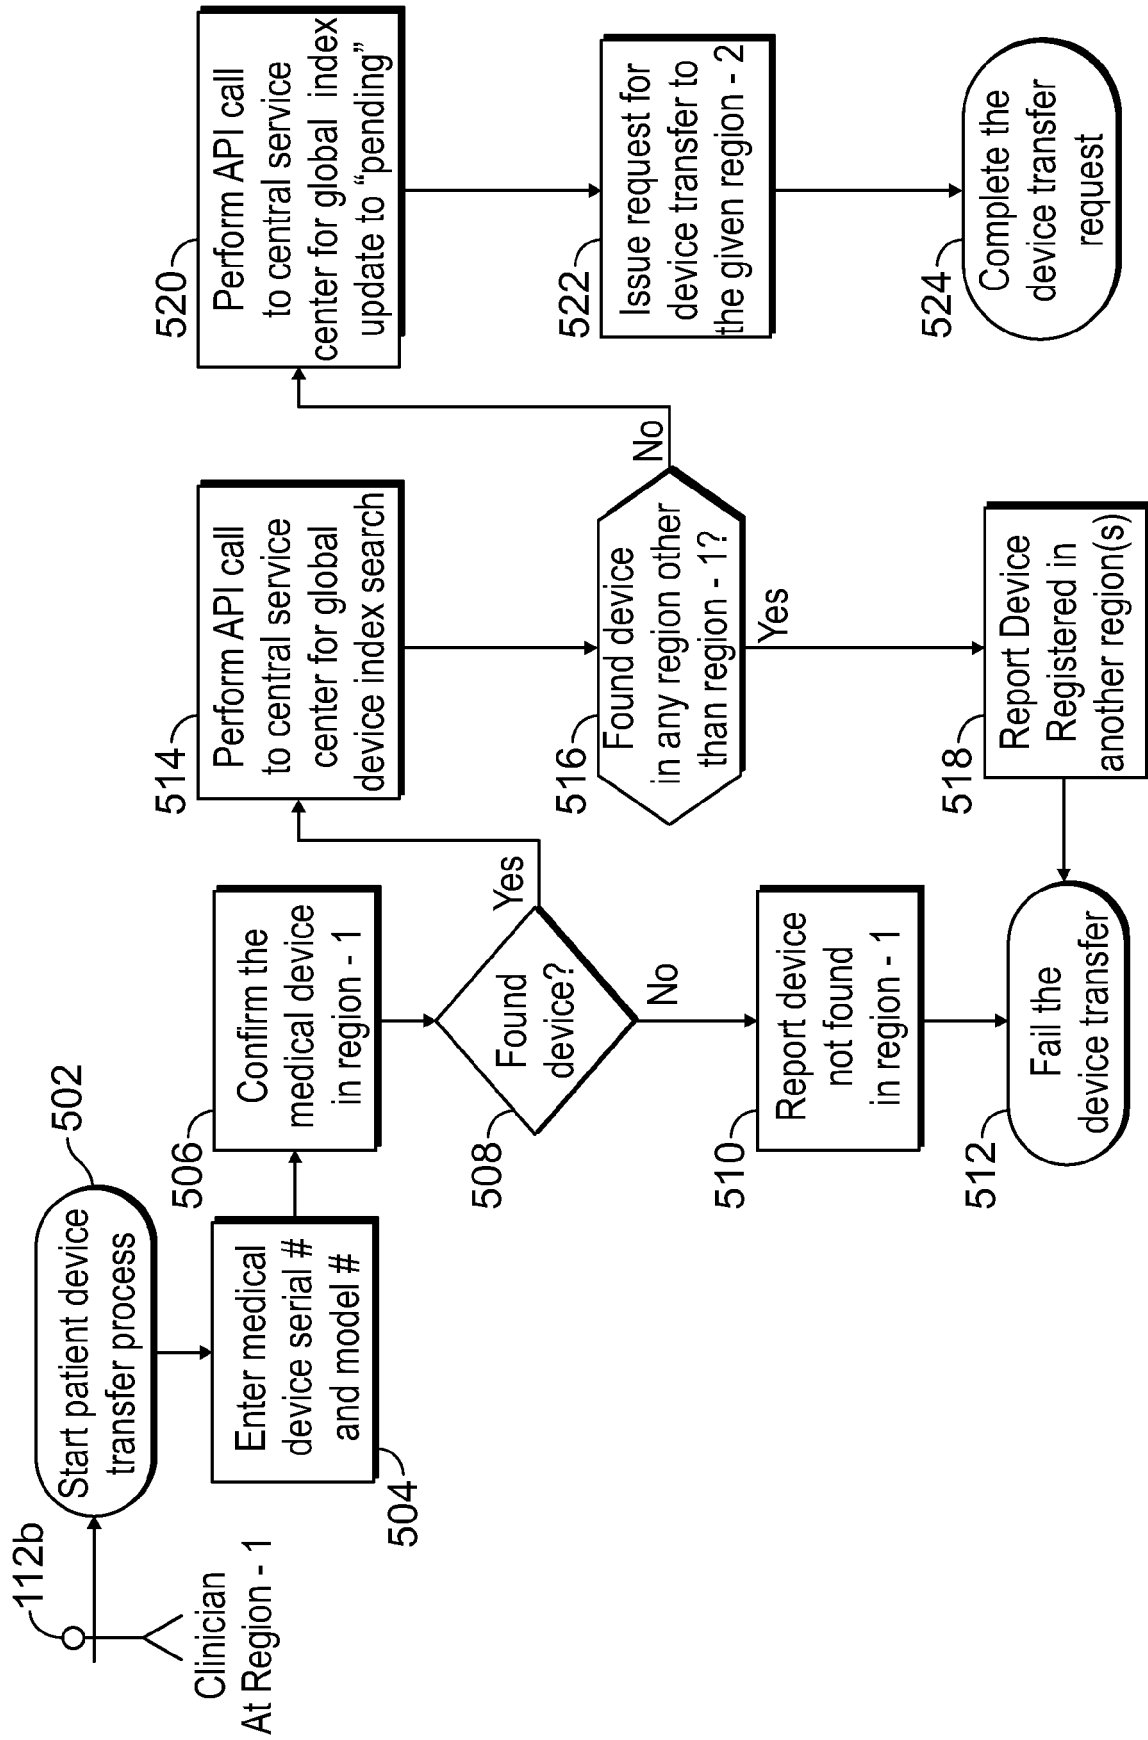 112b
Clinician
At Region - 1
502
Start patient device
transfer process
504
Enter medical
device serial #
and model #
506
Confirm the
medical device
in region - 1
508
Found
device?
Yes
No
510
Report device
not found
in region - 1
512
Fail the
device transfer
514
Perform API call
to central service
center for global
device index search
516
Found device
in any region other
than region - 1?
No
Yes
518
Report Device
Registered in
another region(s)
520
Perform API call
to central service
center for global index
update to “pending”
522
Issue request for
device transfer to
the given region - 2
524
Complete the
device transfer
request